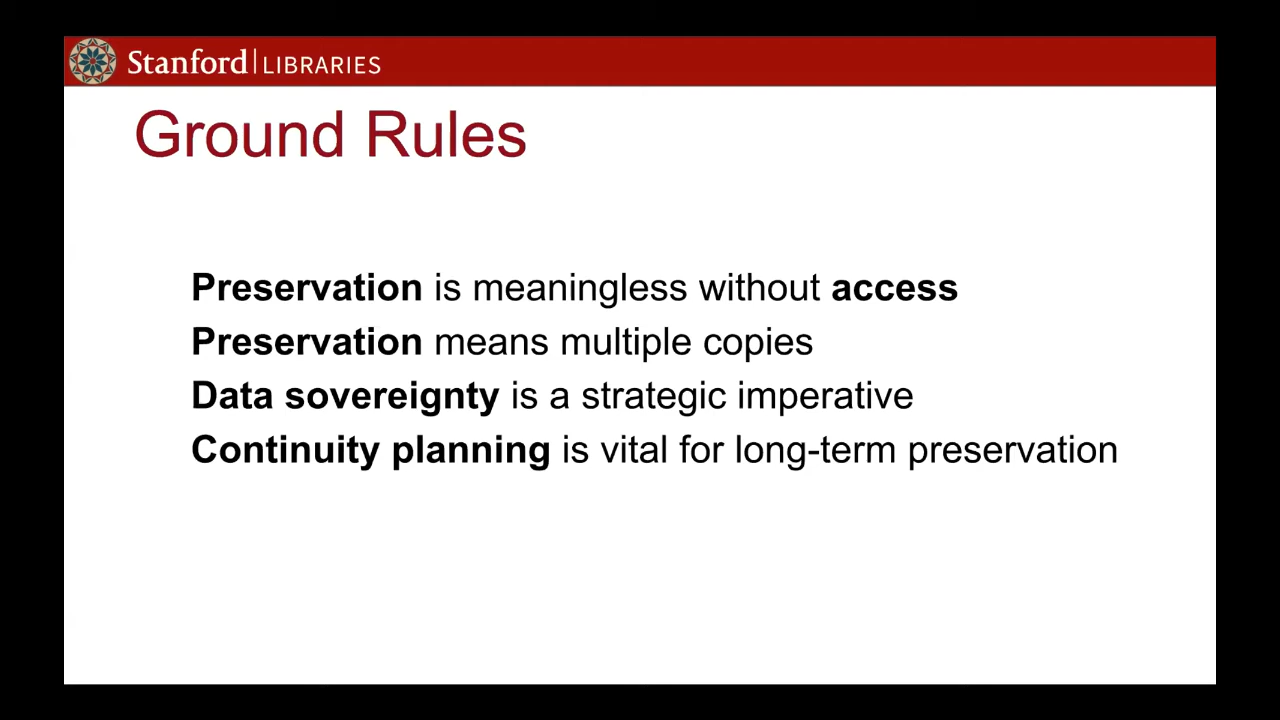 Stanford | LIBRARIES
Ground Rules
Preservation is meaningless without access
Preservation means multiple copies
Data sovereignty is a strategic imperative
Continuity planning is vital for long-term preservation